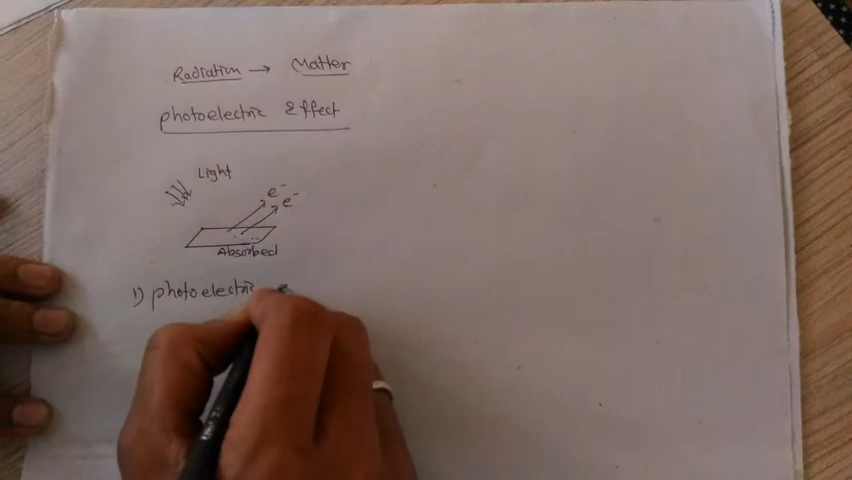 Radiation → Matter
photoelectric Effect
Light
e⁻
e⁻
Absorbed
1) photoelectric